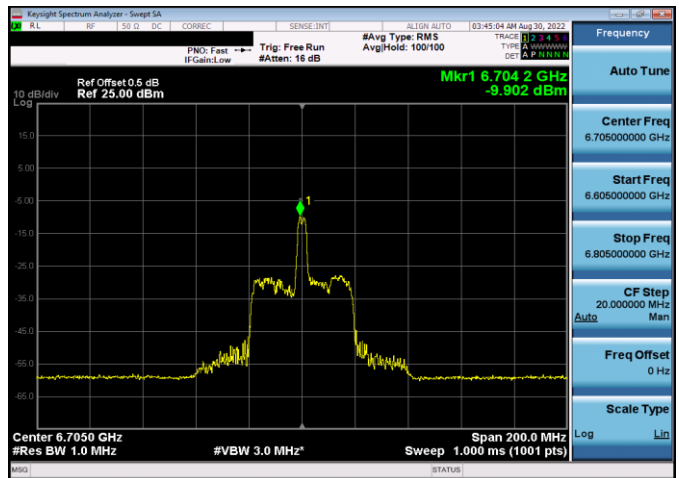 Keysight Spectrum Analyzer - Swept SA
RL RF 50 Ω DC CORREC SENSE:INT ALIGN AUTO 03:45:04 AM Aug 30, 2022
PNO: Fast
IFGain:Low
Trig: Free Run
#Atten: 16 dB
#Avg Type: RMS
Avg|Hold: 100/100
TRACE 1 2 3 4 5 6
TYPE A WWWWW
DET A P N N N N
Ref Offset 0.5 dB
Ref 25.00 dBm
Mkr1 6.704 2 GHz
-9.902 dBm
10 dB/div
Log
15.0
5.00
-5.00
-15.0
-25.0
-35.0
-45.0
-55.0
-65.0
1
Center 6.7050 GHz
#Res BW 1.0 MHz
#VBW 3.0 MHz*
Span 200.0 MHz
Sweep 1.000 ms (1001 pts)
MSG STATUS
Frequency
Auto Tune
Center Freq
6.705000000 GHz
Start Freq
6.605000000 GHz
Stop Freq
6.805000000 GHz
CF Step
20.000000 MHz
Auto Man
Freq Offset
0 Hz
Scale Type
Log Lin